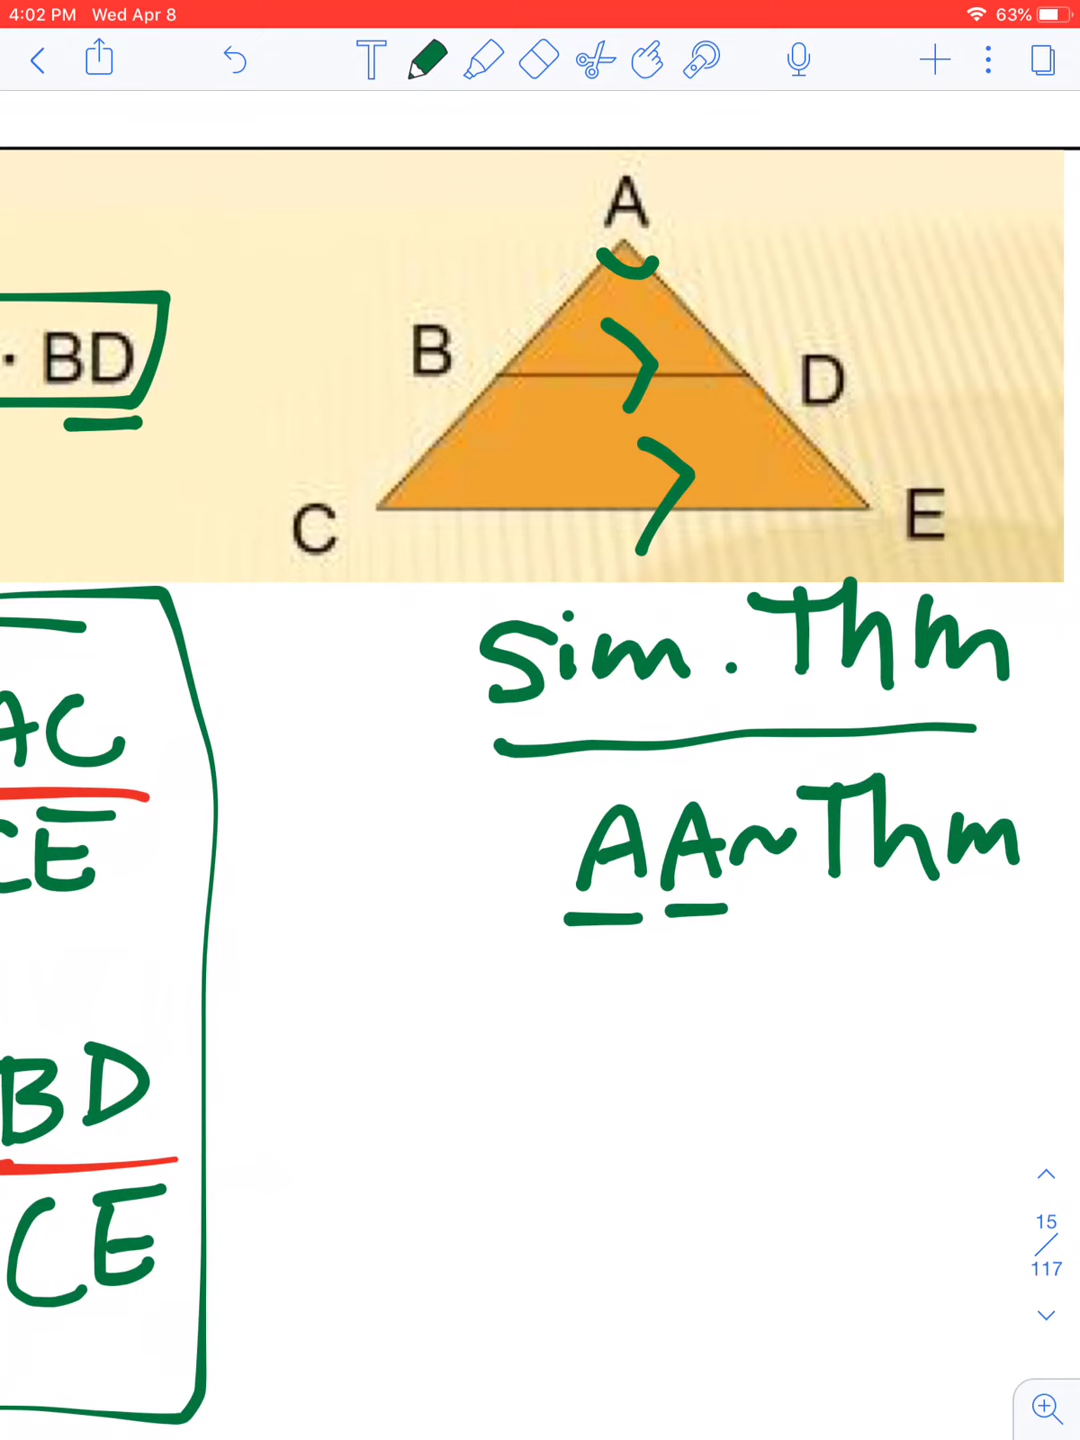 4:02 PM Wed Apr 8
63%
T
A
B
D
· BD
C
E
Sim. Thm
AC
CE
AA~Thm
BD
CE
15
/
117